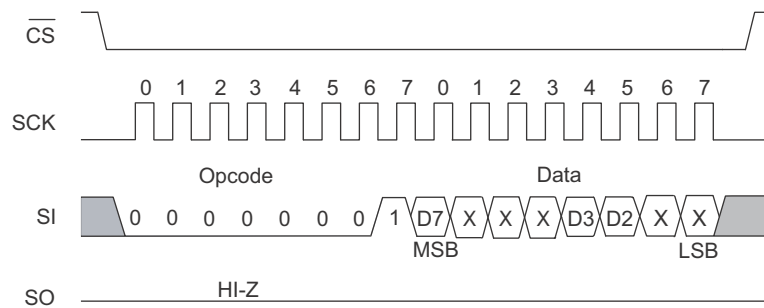 CS
0 1 2 3 4 5 6 7 0 1 2 3 4 5 6 7
SCK
Opcode Data
SI 0 0 0 0 0 0 0 1 D7 X X X D3 D2 X X
MSB LSB
HI-Z
SO